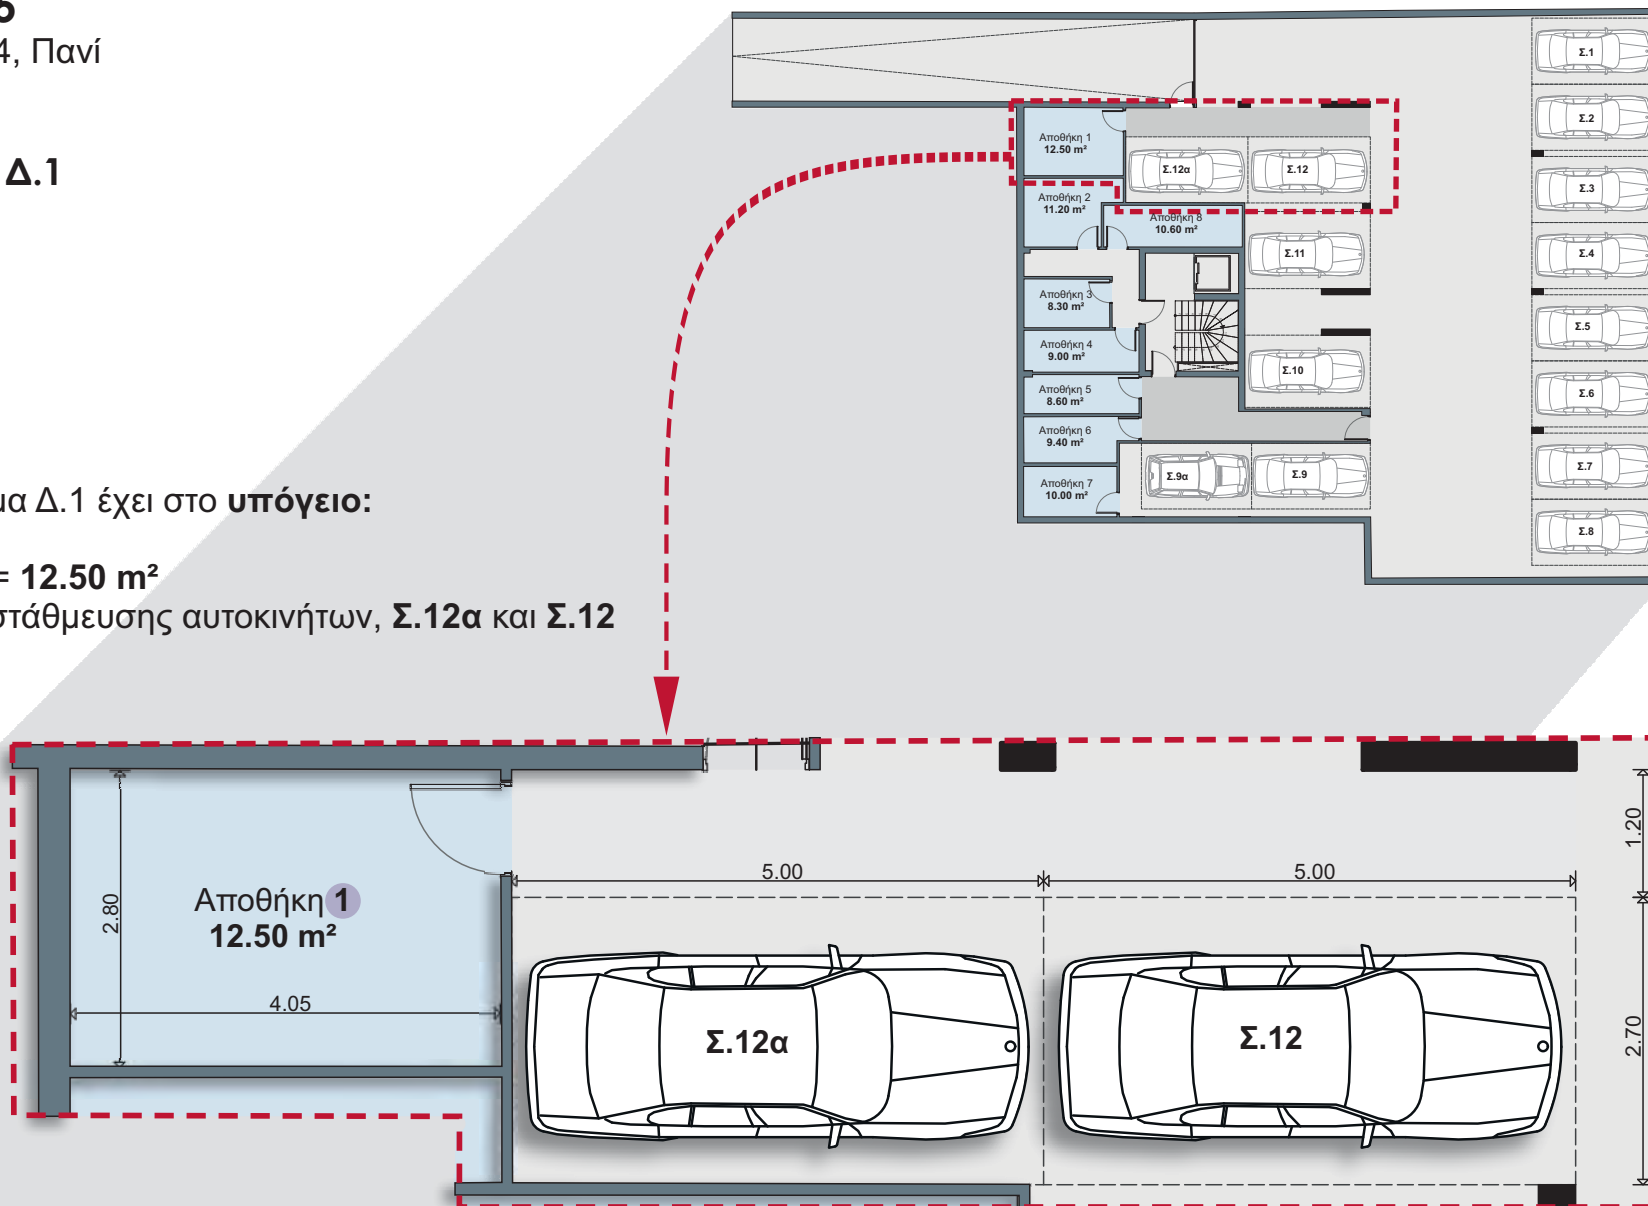 4, Πανί
Δ.1
μα Δ.1 έχει στο υπόγειο:
= 12.50 m²
στάθμευσης αυτοκινήτων, Σ.12α και Σ.12
Αποθήκη 1
12.50 m²
Σ.12α
Σ.12
Αποθήκη 2
11.20 m²
Αποθήκη 8
10.60 m²
Σ.11
Αποθήκη 3
8.30 m²
Αποθήκη 4
9.00 m²
Σ.10
Αποθήκη 5
8.60 m²
Αποθήκη 6
9.40 m²
Αποθήκη 7
10.00 m²
Σ.9α
Σ.9
Σ.1
Σ.2
Σ.3
Σ.4
Σ.5
Σ.6
Σ.7
Σ.8
Αποθήκη 1
12.50 m²
2.80
4.05
5.00
5.00
1.20
2.70
Σ.12α
Σ.12